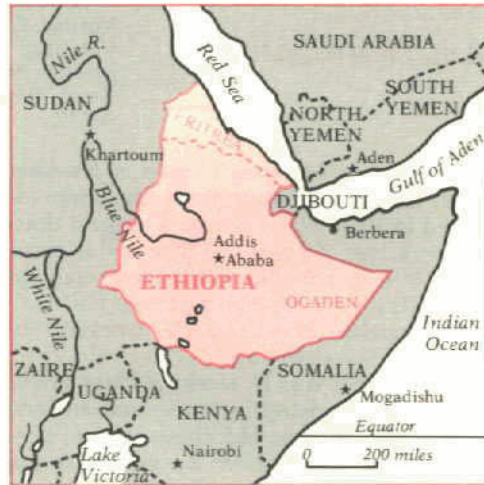 Nile R.
Red Sea
SAUDI ARABIA
SUDAN
SOUTH
YEMEN
NORTH
YEMEN
ERITREA
Khartoum
Aden
Gulf of Aden
Blue Nile
DJIBOUTI
Berbera
Addis
Ababa
ETHIOPIA
White Nile
OGADEN
Indian
Ocean
ZAIRE
UGANDA
SOMALIA
KENYA
Mogadishu
Equator
Lake
Victoria
Nairobi
0 200 miles